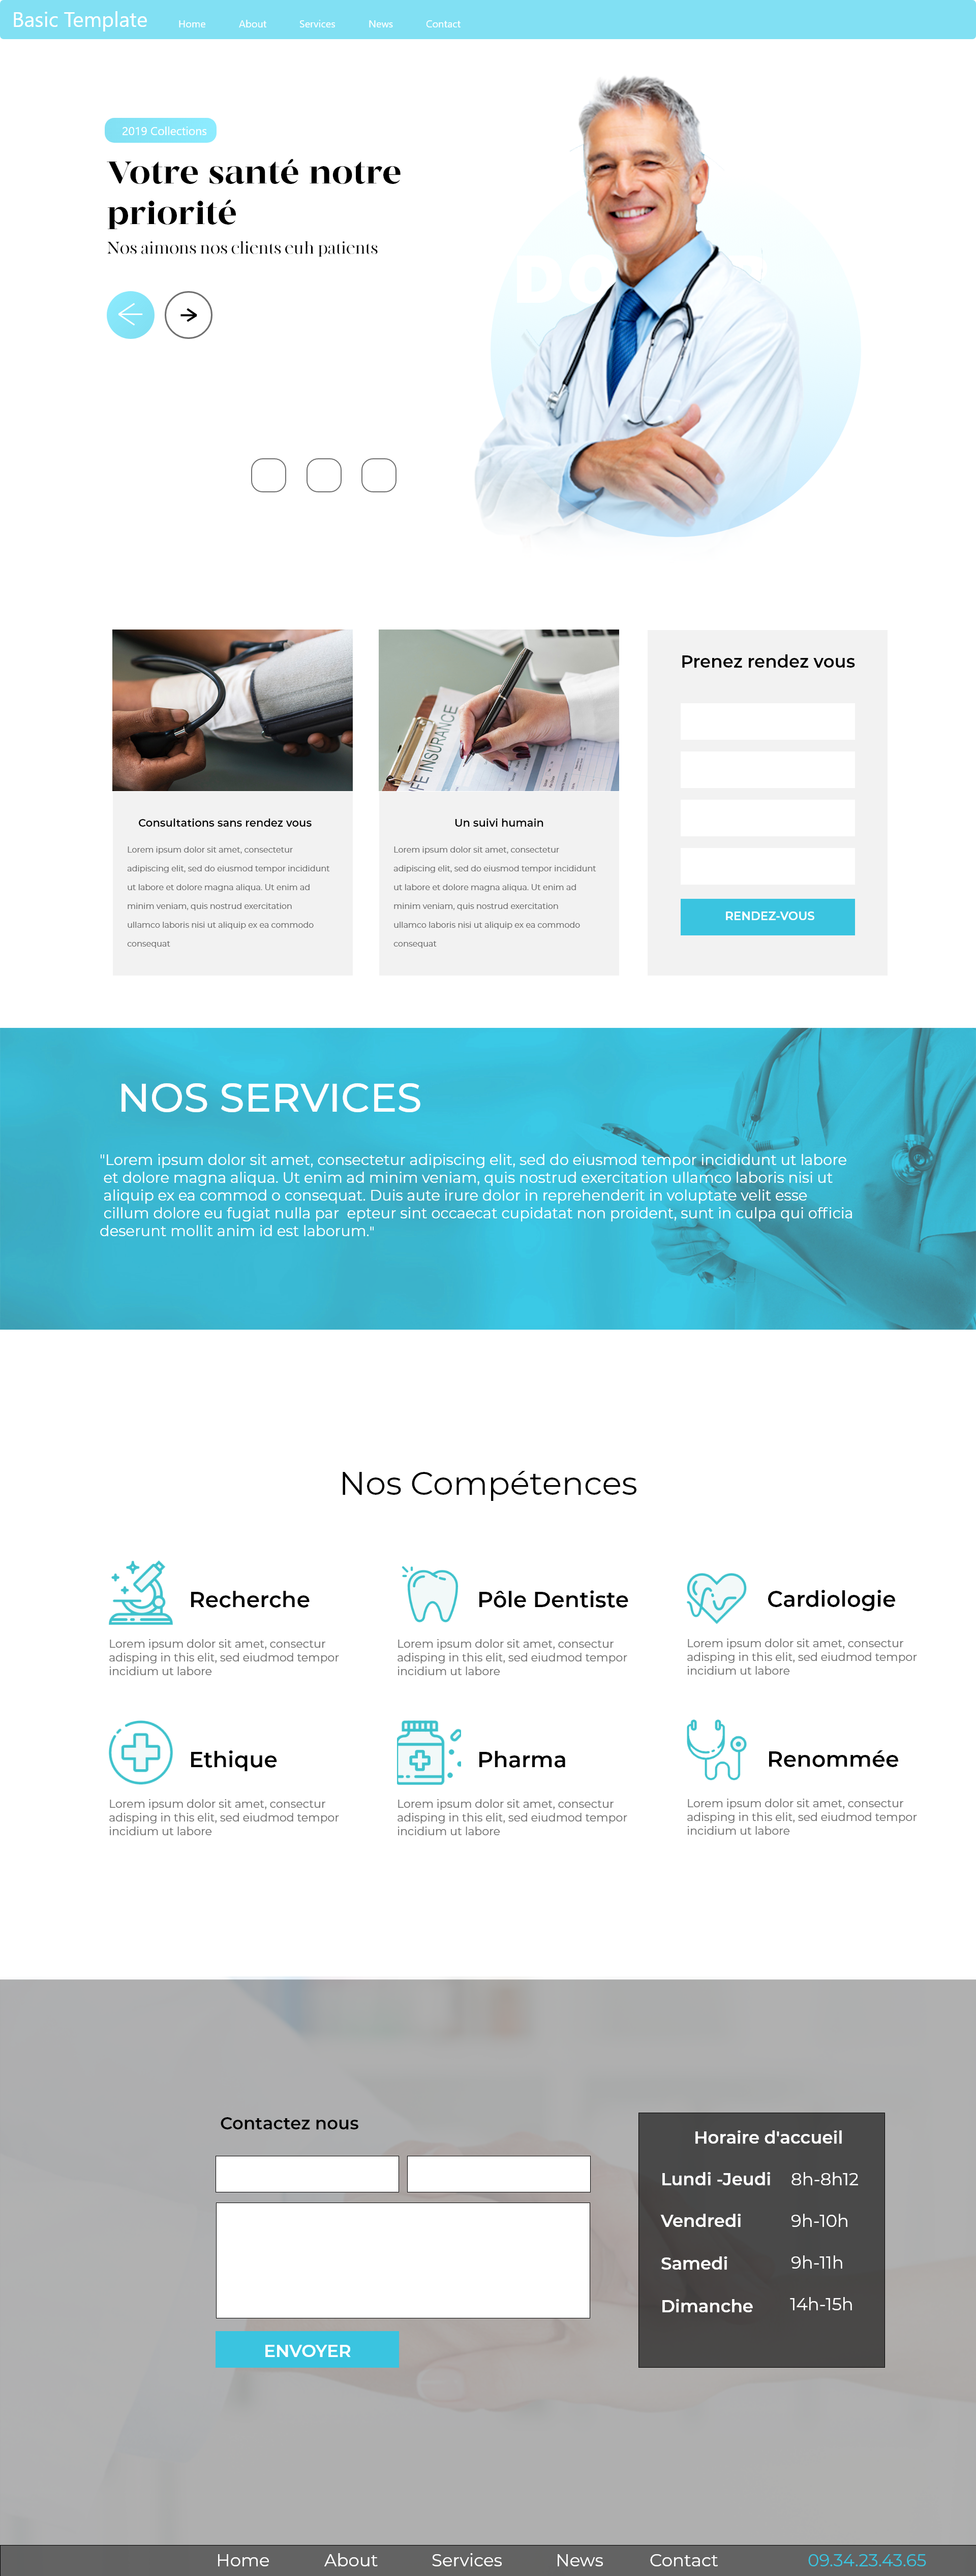 Basic Template
Home
About
Services
News
Contact
2019 Collections
Votre santé notre
priorité
Nos aimons nos clients euh patients
DO
Consultations sans rendez vous
Lorem ipsum dolor sit amet, consectetur
adipiscing elit, sed do eiusmod tempor incididunt
ut labore et dolore magna aliqua. Ut enim ad
minim veniam, quis nostrud exercitation
ullamco laboris nisi ut aliquip ex ea commodo
consequat
FE INSURANCE
Un suivi humain
Lorem ipsum dolor sit amet, consectetur
adipiscing elit, sed do eiusmod tempor incididunt
ut labore et dolore magna aliqua. Ut enim ad
minim veniam, quis nostrud exercitation
ullamco laboris nisi ut aliquip ex ea commodo
consequat
Prenez rendez vous
RENDEZ-VOUS
NOS SERVICES
"Lorem ipsum dolor sit amet, consectetur adipiscing elit, sed do eiusmod tempor incididunt ut labore
et dolore magna aliqua. Ut enim ad minim veniam, quis nostrud exercitation ullamco laboris nisi ut
aliquip ex ea commod o consequat. Duis aute irure dolor in reprehenderit in voluptate velit esse
cillum dolore eu fugiat nulla par epteur sint occaecat cupidatat non proident, sunt in culpa qui officia
deserunt mollit anim id est laborum."
Nos Compétences
Recherche
Lorem ipsum dolor sit amet, consectur
adisping in this elit, sed eiudmod tempor
incidium ut labore
Pôle Dentiste
Lorem ipsum dolor sit amet, consectur
adisping in this elit, sed eiudmod tempor
incidium ut labore
Cardiologie
Lorem ipsum dolor sit amet, consectur
adisping in this elit, sed eiudmod tempor
incidium ut labore
Ethique
Lorem ipsum dolor sit amet, consectur
adisping in this elit, sed eiudmod tempor
incidium ut labore
Pharma
Lorem ipsum dolor sit amet, consectur
adisping in this elit, sed eiudmod tempor
incidium ut labore
Renommée
Lorem ipsum dolor sit amet, consectur
adisping in this elit, sed eiudmod tempor
incidium ut labore
Contactez nous
ENVOYER
Horaire d'accueil
Lundi -Jeudi 8h-8h12
Vendredi 9h-10h
Samedi 9h-11h
Dimanche 14h-15h
Home
About
Services
News
Contact
09.34.23.43.65